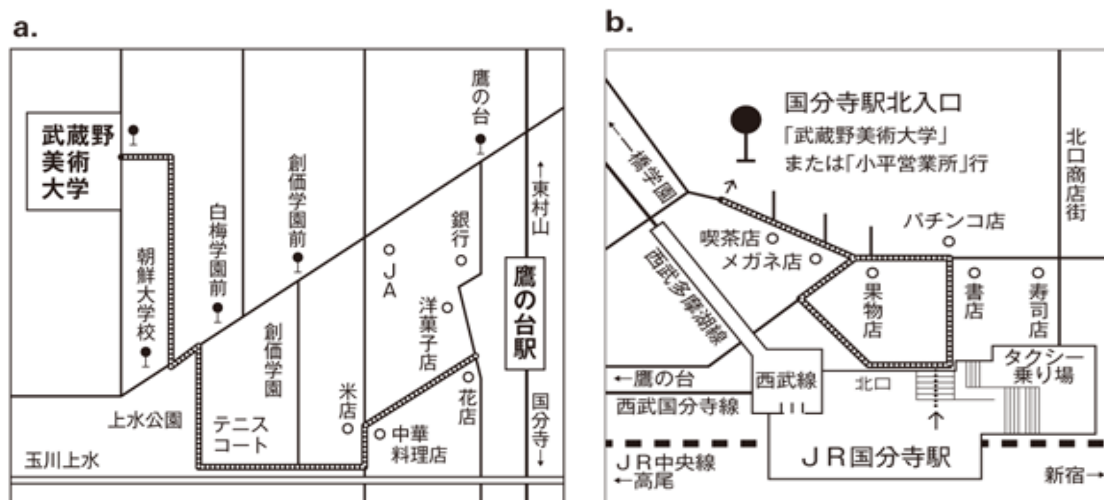 a.
武蔵野
美術
大学
朝鮮大学校
白梅学園前
創価学園前
鷹の台
銀行
JA
洋菓子店
←東村山
鷹の台駅
国分寺→
創価学園
米店
花店
中華
料理店
上水公園
テニス
コート
玉川上水
b.
国分寺駅北入口
「武蔵野美術大学」
または「小平営業所」行
←一橋学園
北口商店街
パチンコ店
喫茶店
メガネ店
西武多摩湖線
果物店
書店
寿司店
タクシー
乗り場
←鷹の台
西武線
北口
西武国分寺線
JR国分寺駅
JR中央線
←高尾
新宿→